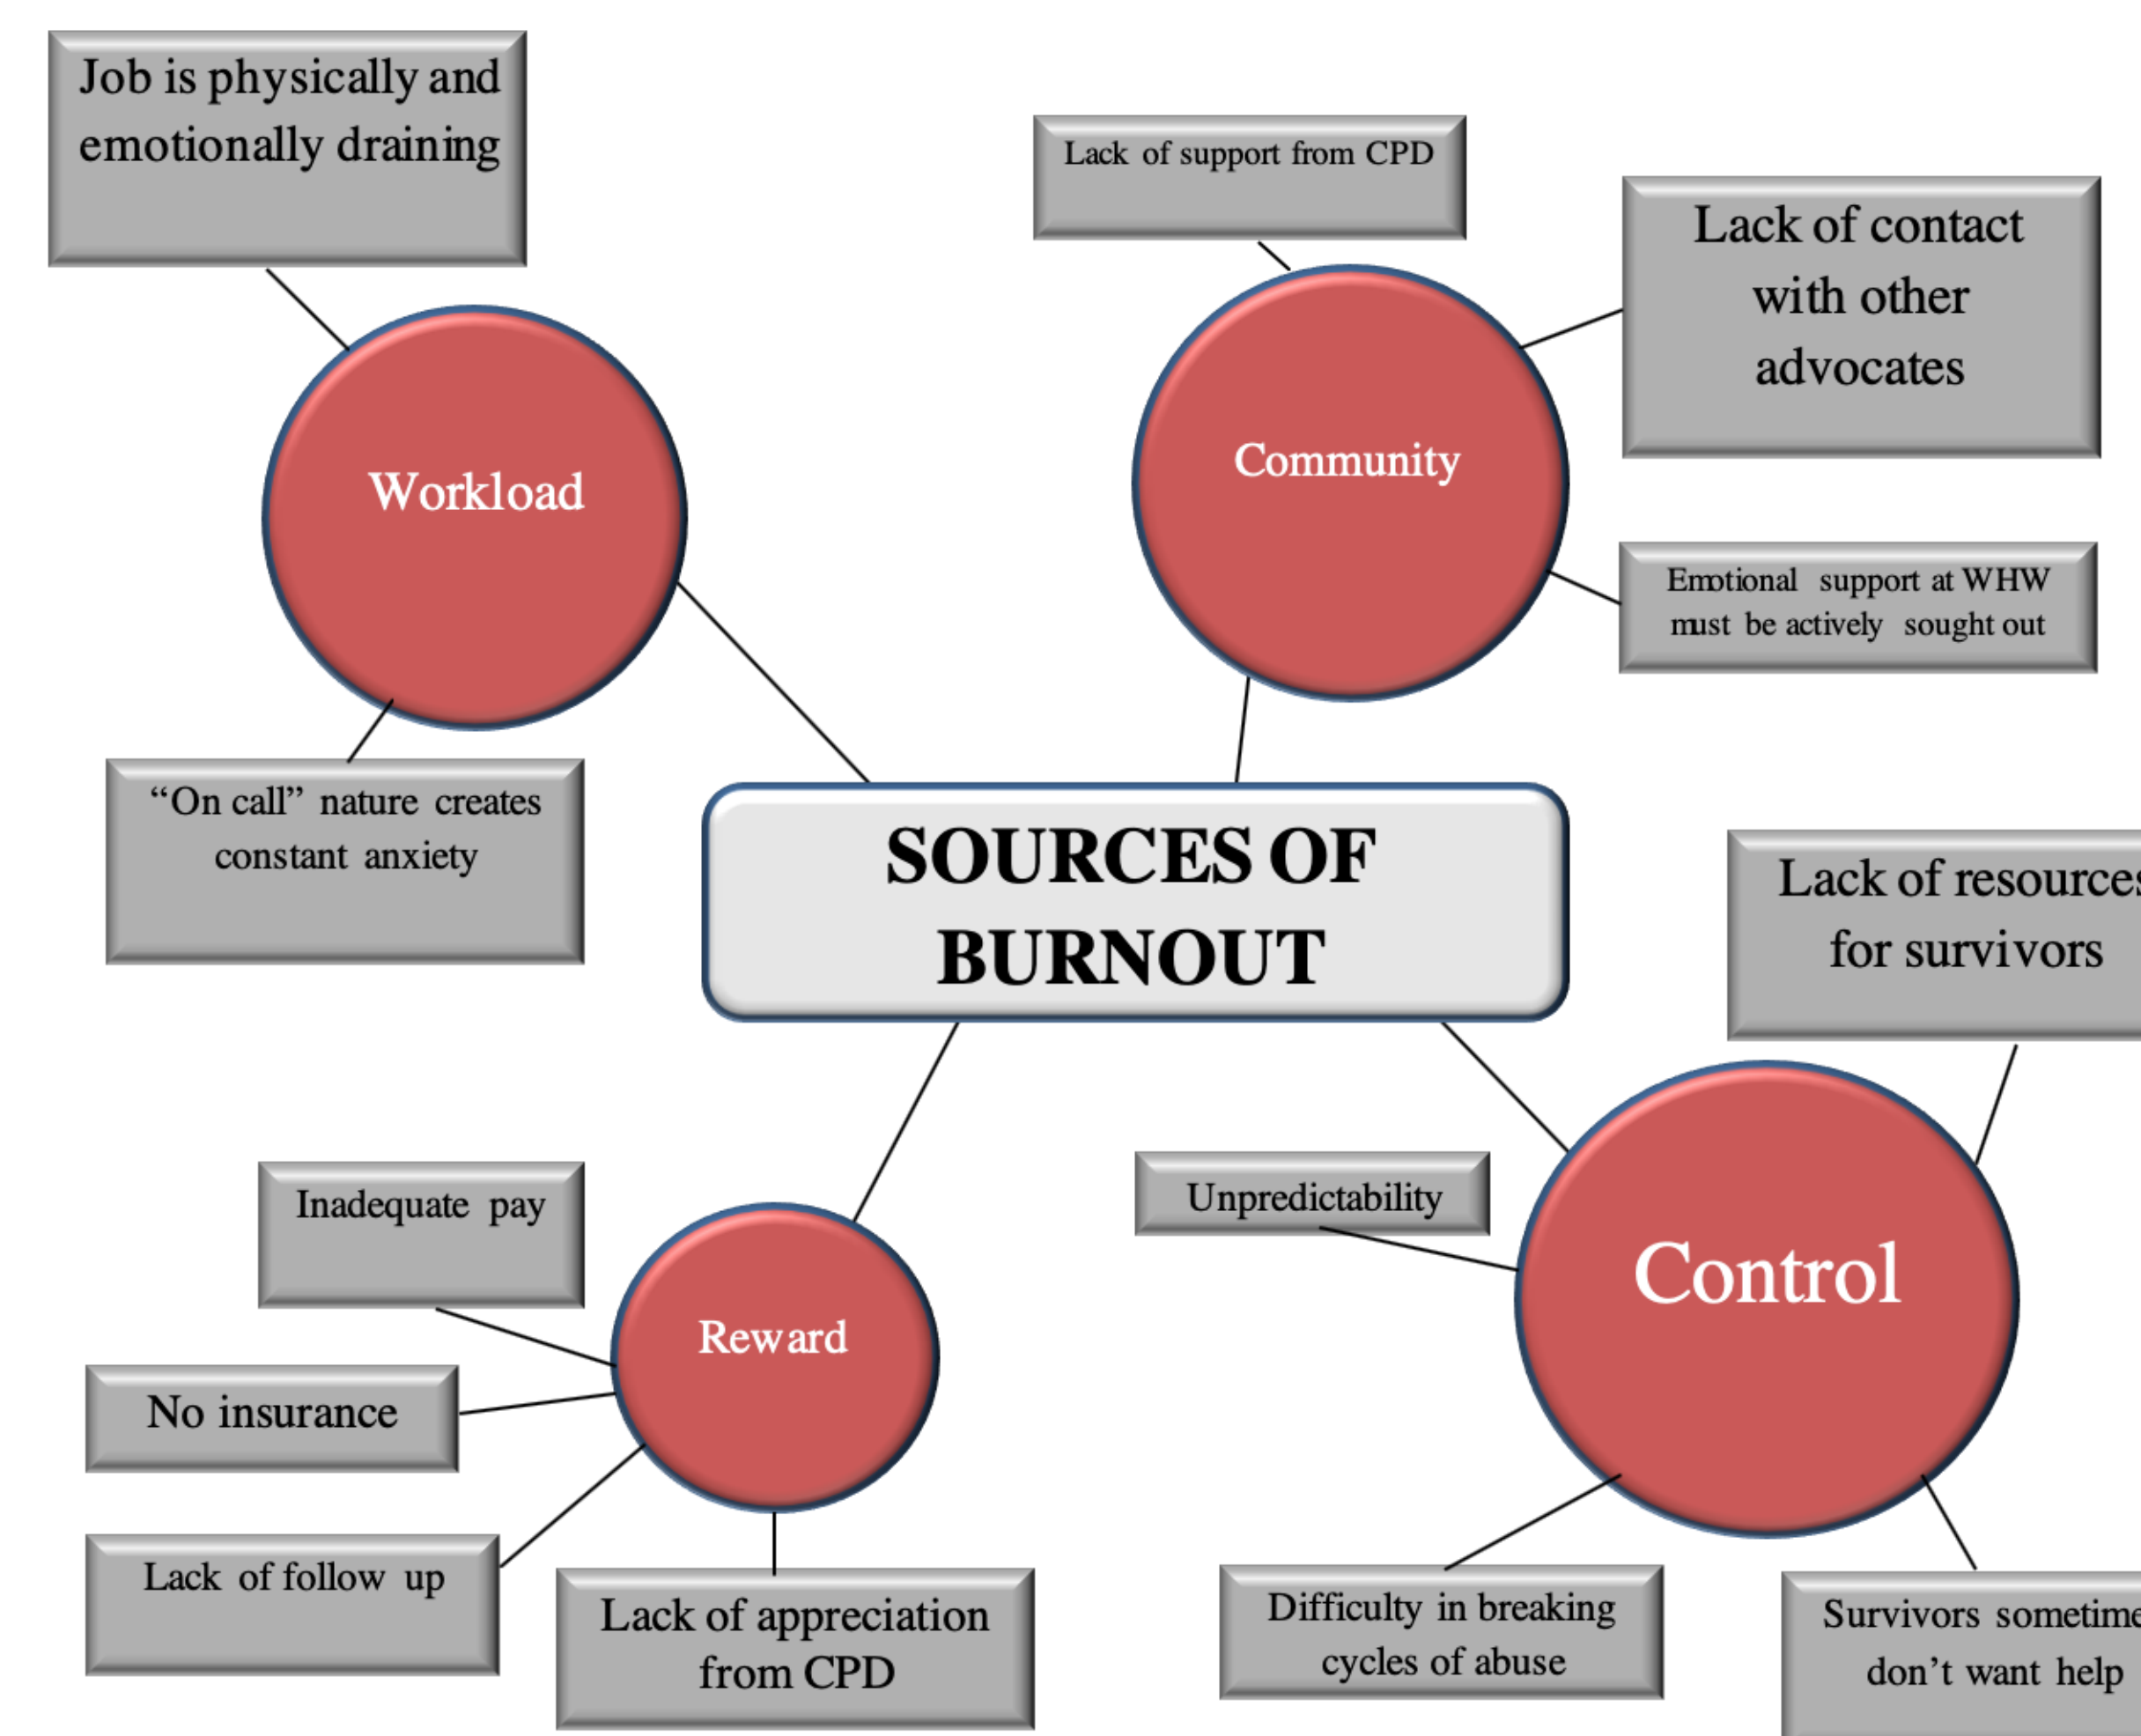 Job is physically and
emotionally draining
Lack of support from CPD
Lack of contact
with other
advocates
Workload
Community
Emotional support at WHW
must be actively sought out
“On call” nature creates
constant anxiety
SOURCES OF
BURNOUT
Lack of resources
for survivors
Inadequate pay
Unpredictability
Control
Reward
No insurance
Lack of follow up
Lack of appreciation
from CPD
Difficulty in breaking
cycles of abuse
Survivors sometime
don’t want help